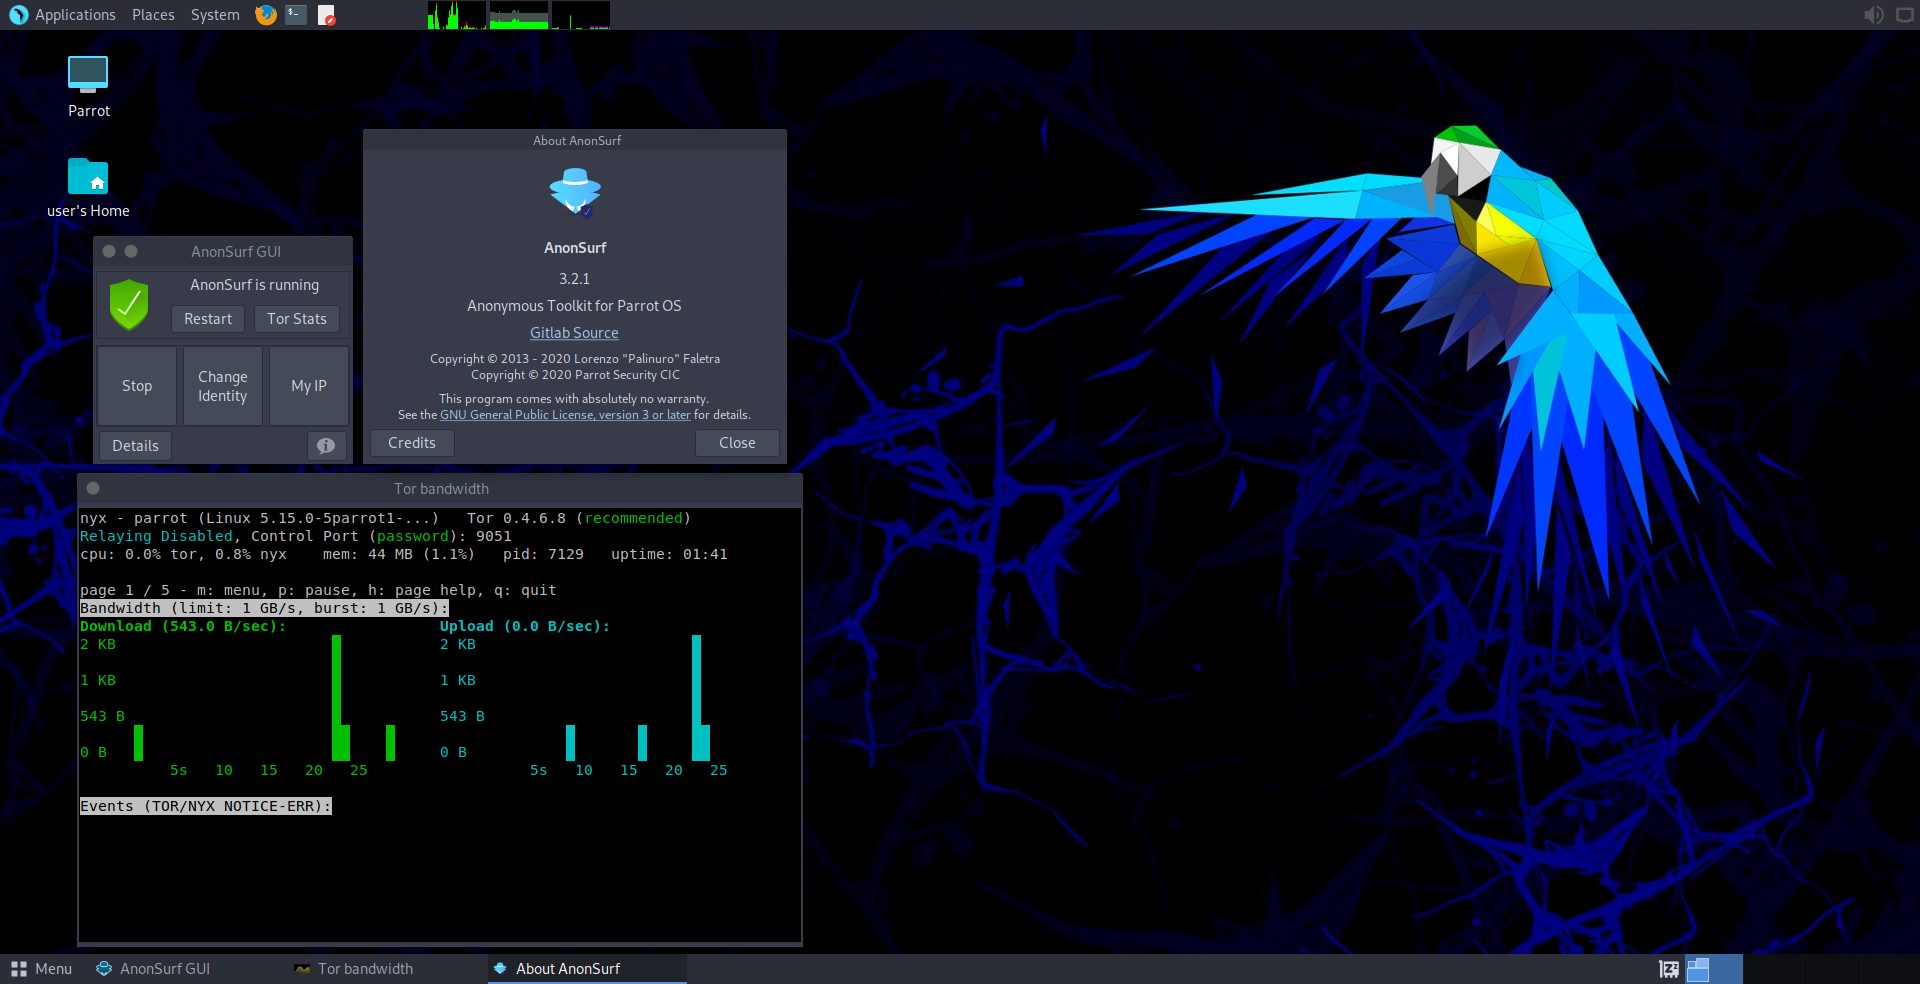 Applications Places System
Parrot
user's Home
AnonSurf GUI
AnonSurf is running
Restart Tor Stats
Stop
Change
Identity
My IP
Details
About AnonSurf
AnonSurf
3.2.1
Anonymous Toolkit for Parrot OS
Gitlab Source
Copyright © 2013 - 2020 Lorenzo "Palinuro" Faletra
Copyright © 2020 Parrot Security CIC
This program comes with absolutely no warranty.
See the GNU General Public License, version 3 or later for details.
Credits Close
Tor bandwidth
nyx - parrot (Linux 5.15.0-5parrot1-...) Tor 0.4.6.8 (recommended)
Relaying Disabled, Control Port (password): 9051
cpu: 0.0% tor, 0.8% nyx mem: 44 MB (1.1%) pid: 7129 uptime: 01:41
page 1 / 5 - m: menu, p: pause, h: page help, q: quit
Bandwidth (limit: 1 GB/s, burst: 1 GB/s):
Download (543.0 B/sec): Upload (0.0 B/sec):
2 KB 2 KB
1 KB 1 KB
543 B 543 B
0 B 0 B
5s 10 15 20 25 5s 10 15 20 25
Events (TOR/NYX NOTICE-ERR):
Menu AnonSurf GUI Tor bandwidth About AnonSurf